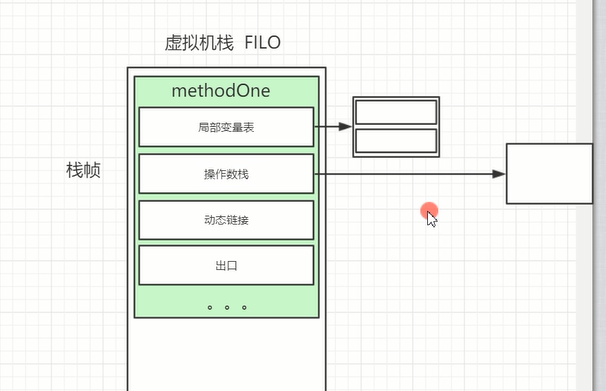 虚拟机栈 FILO
methodOne
局部变量表
栈帧
操作数栈
动态链接
出口
。。。